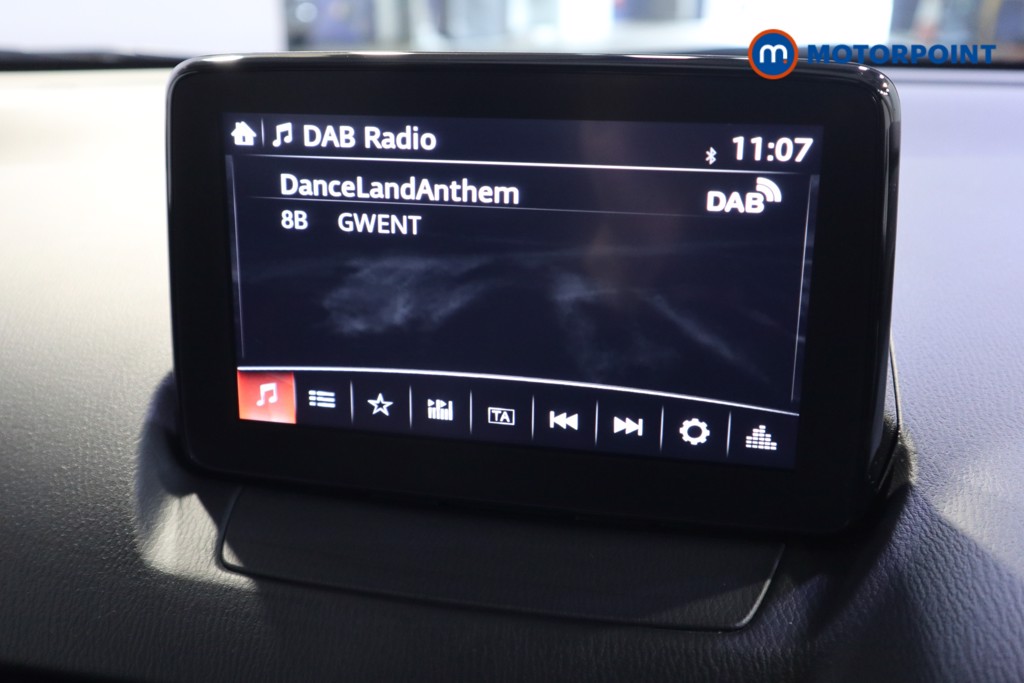 m. MOTORPOINT
DAB Radio
11:07
DanceLandAnthem
DAB
8B GWENT
TA